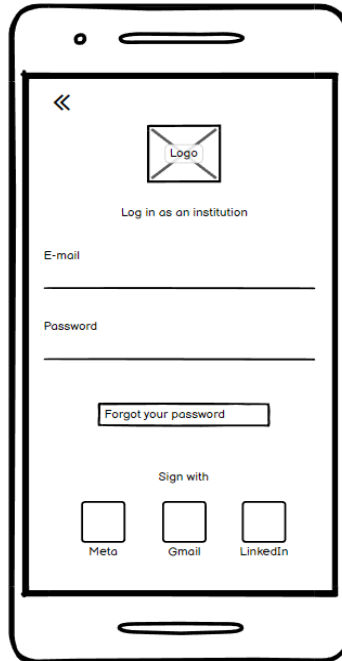 Logo
Log in as an institution
E-mail
Password
Forgot your password
Sign with
Meta Gmail LinkedIn